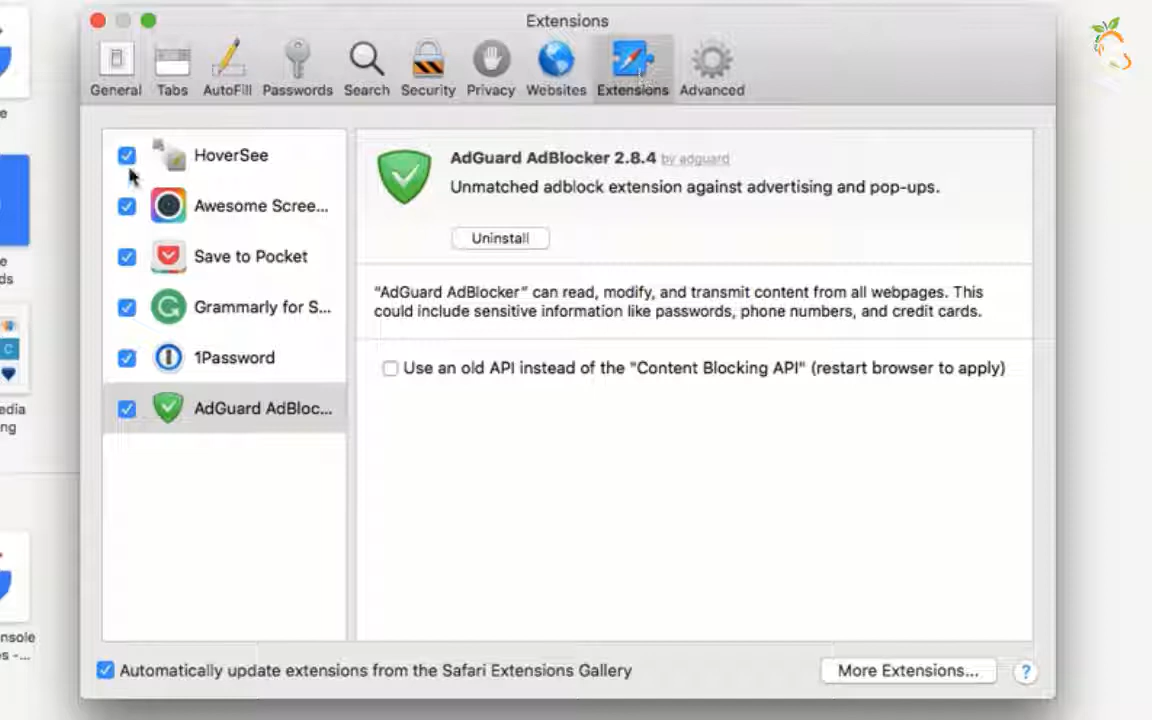 Extensions
General
Tabs
AutoFill
Passwords
Search
Security
Privacy
Websites
Extensions
Advanced
HoverSee
Awesome Scree...
Save to Pocket
Grammarly for S...
1Password
AdGuard AdBloc...
AdGuard AdBlocker 2.8.4 by adguard
Unmatched adblock extension against advertising and pop-ups.
Uninstall
"AdGuard AdBlocker" can read, modify, and transmit content from all webpages. This
could include sensitive information like passwords, phone numbers, and credit cards.
Use an old API instead of the "Content Blocking API" (restart browser to apply)
Automatically update extensions from the Safari Extensions Gallery
More Extensions...
?
e
e
ds
C
edia
ng
nsole
s -...